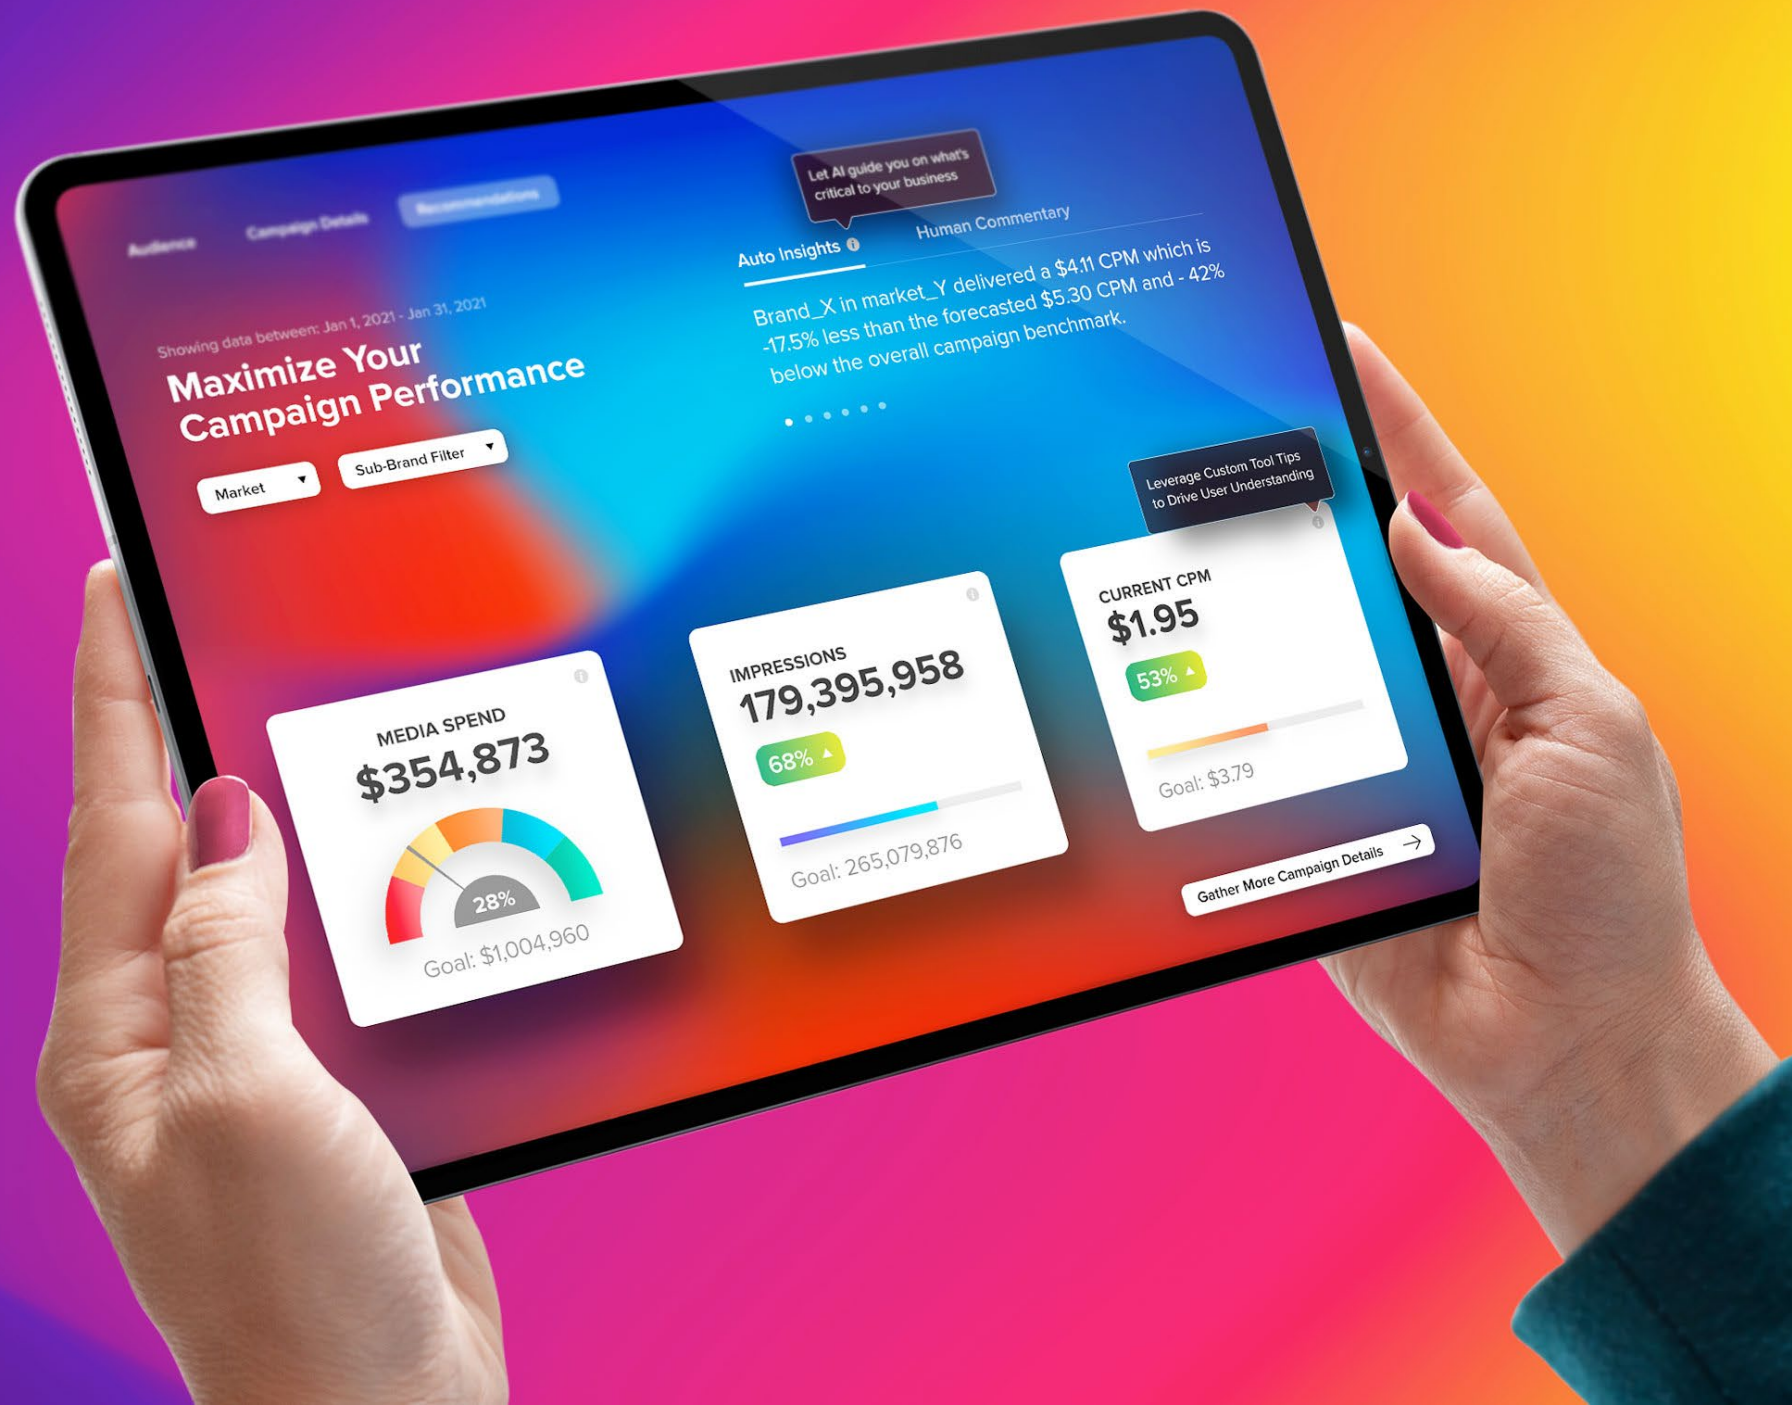 Audience
Campaign Details
Recommendations
Showing data between: Jan 1, 2021 - Jan 31, 2021
Maximize Your
Campaign Performance
Market
Sub-Brand Filter
Let AI guide you on what's
critical to your business
Auto Insights
Human Commentary
Brand_X in market_Y delivered a $4.11 CPM which is
-17.5% less than the forecasted $5.30 CPM and - 42%
below the overall campaign benchmark.
Leverage Custom Tool Tips
to Drive User Understanding
MEDIA SPEND
$354,873
28%
Goal: $1,004,960
IMPRESSIONS
179,395,958
68%
Goal: 265,079,876
CURRENT CPM
$1.95
53%
Goal: $3.79
Gather More Campaign Details